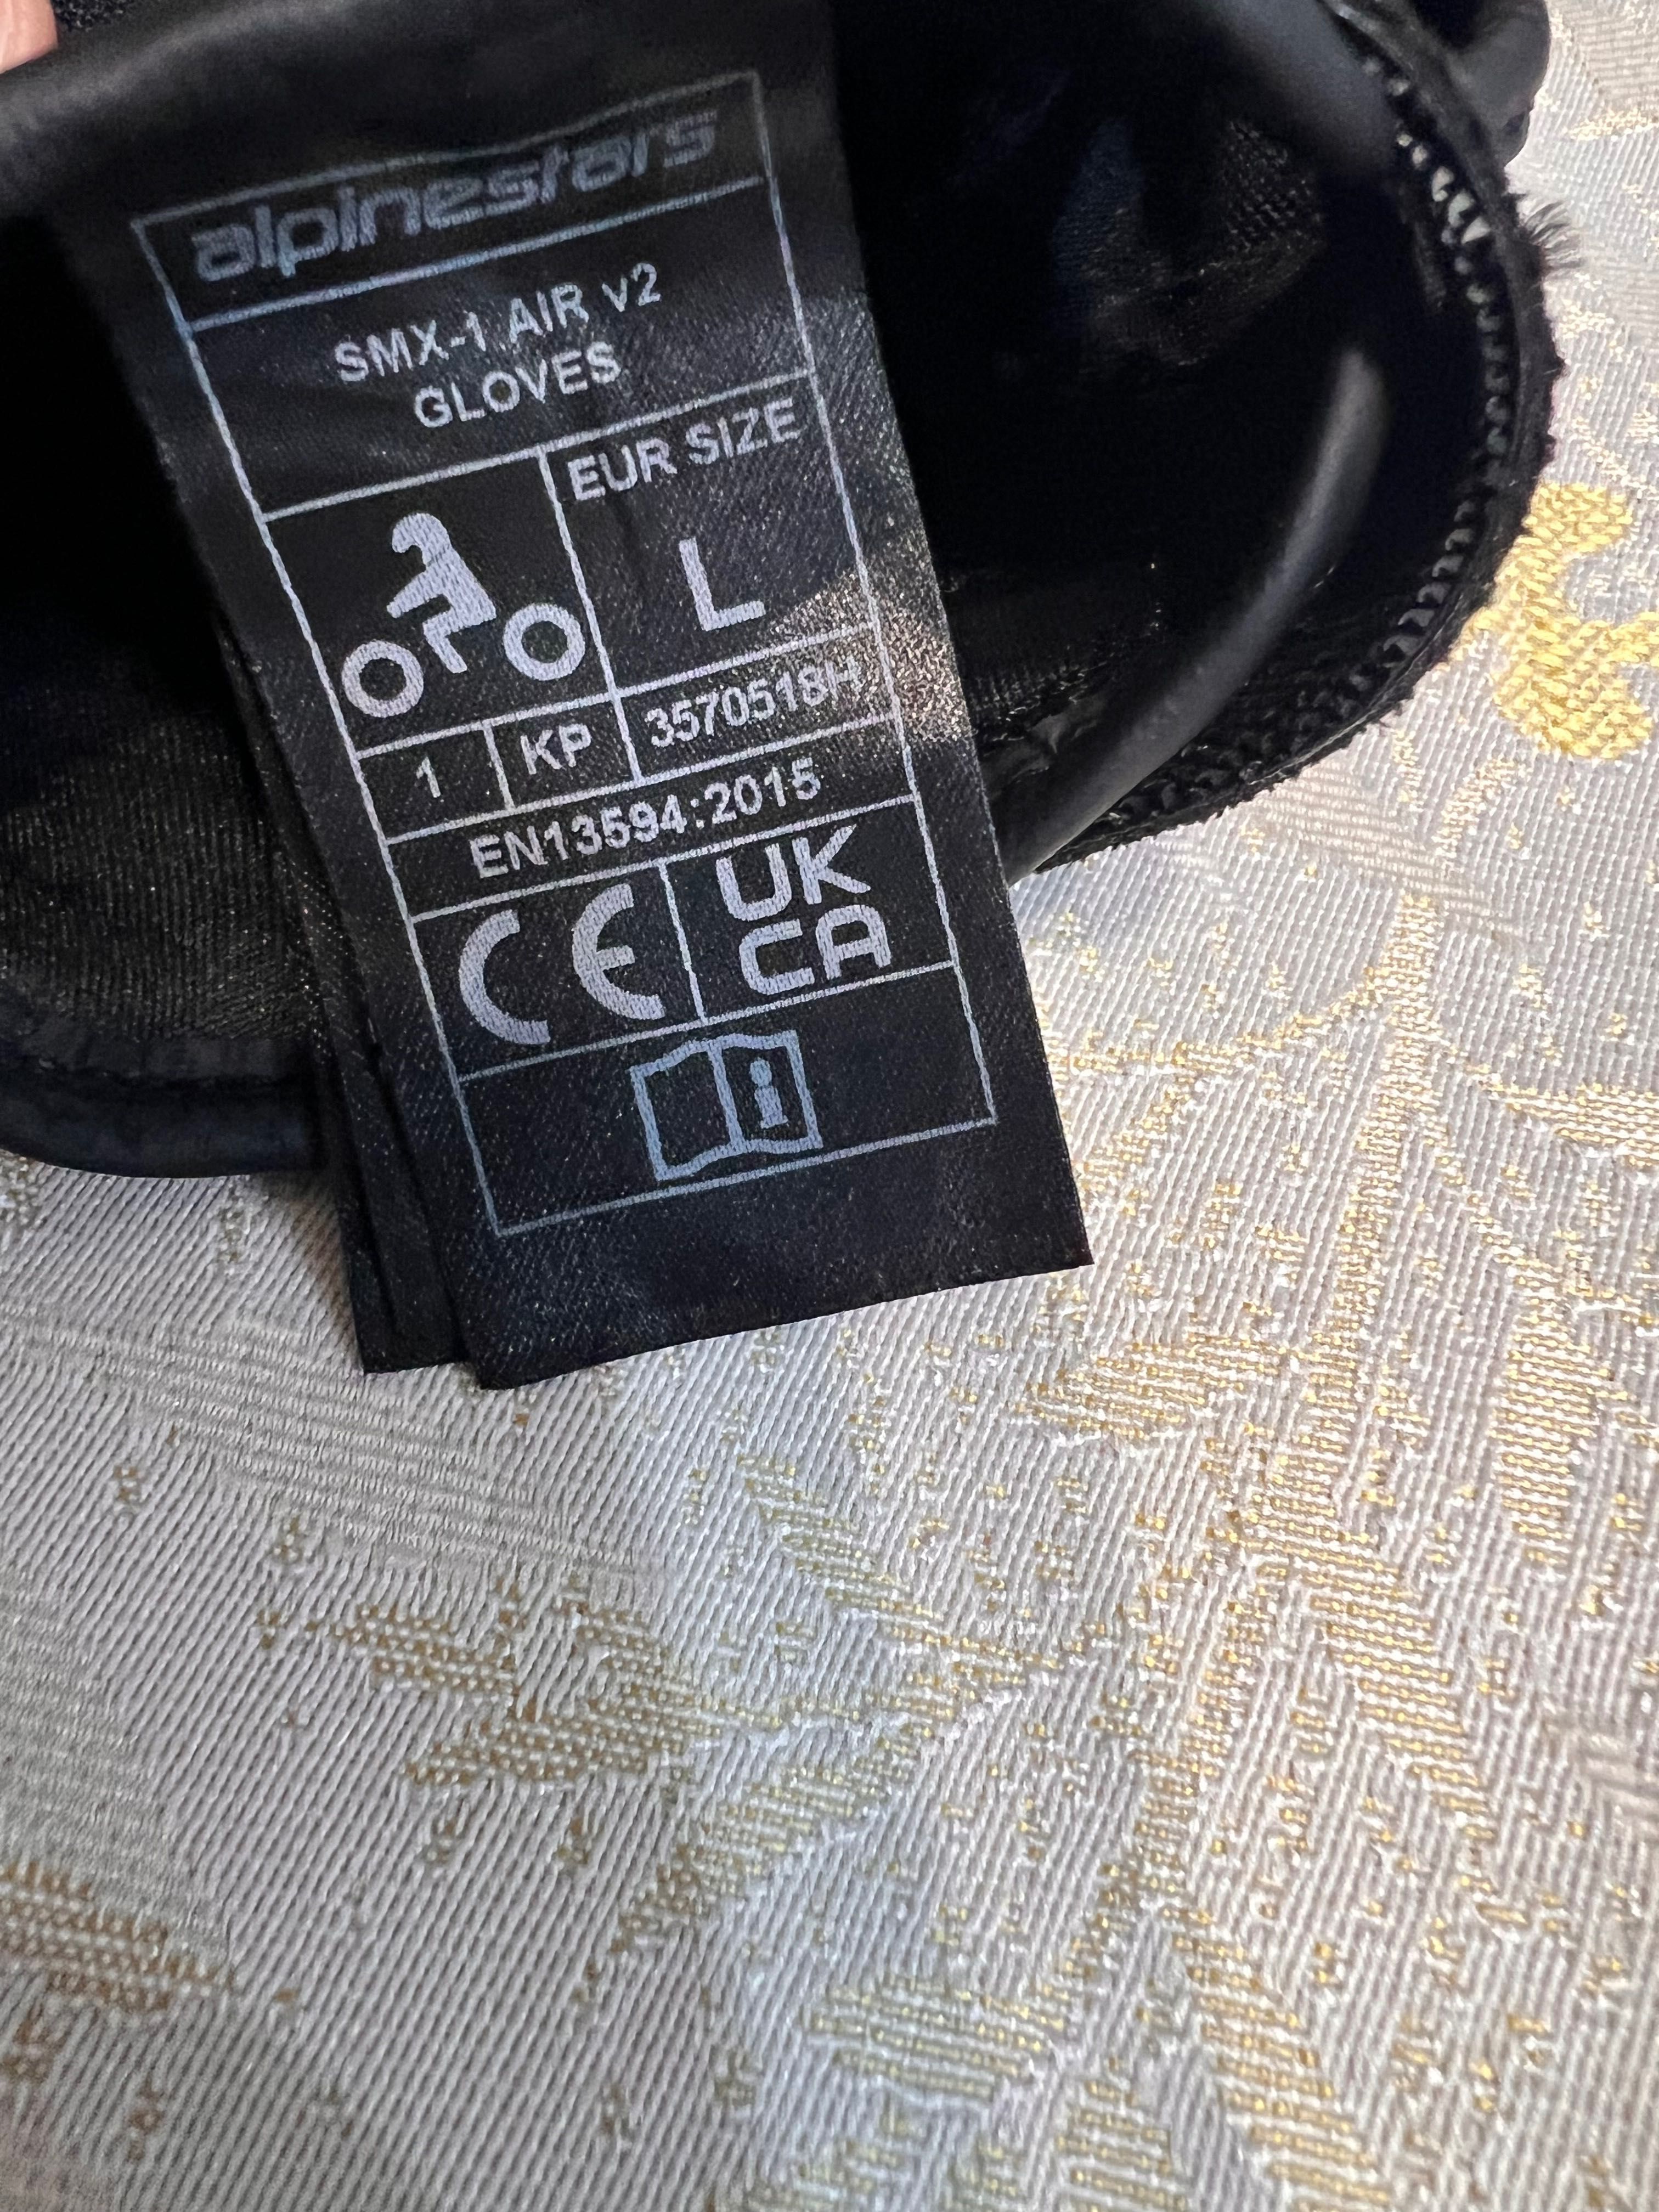 alpinestars
SMX-1 AIR v2
GLOVES
EUR SIZE
L
1 KP 3570518H
EN13594:2015
CE UK
CA
i